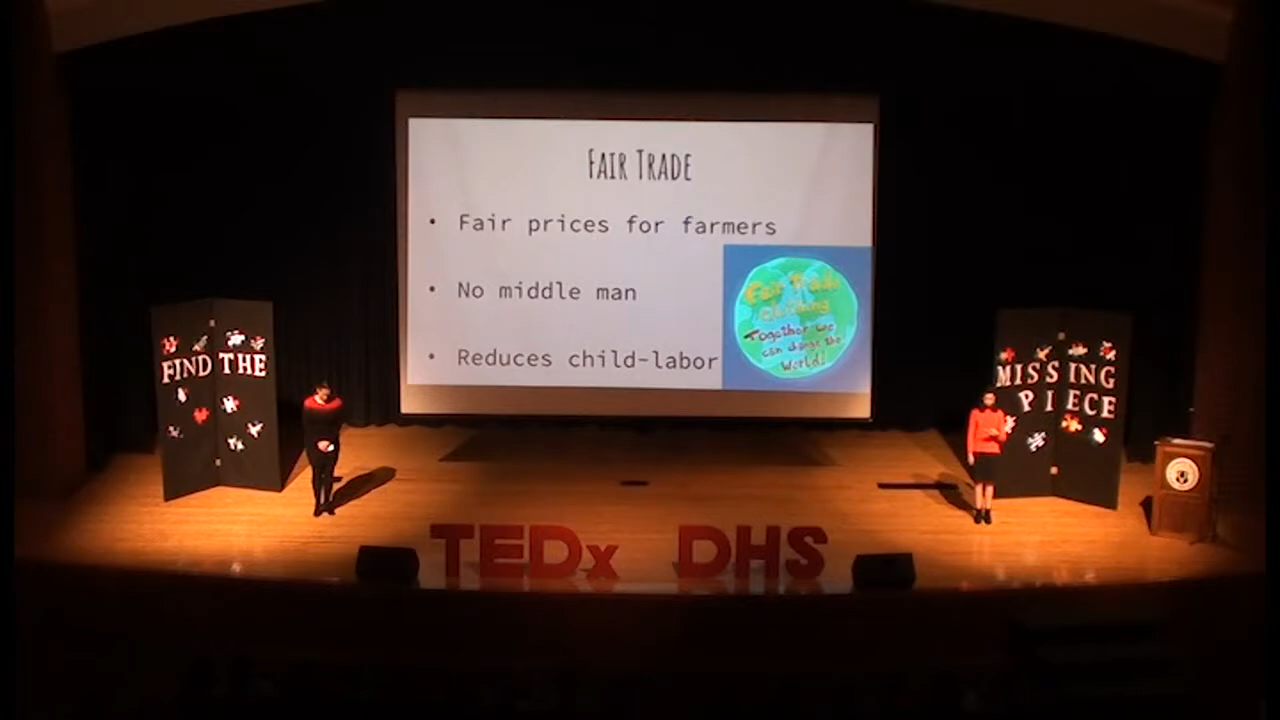 FAIR TRADE
• Fair prices for farmers
• No middle man
• Reduces child-labor
Fair Trade
Clothing
Together we
can change the
World!
FIND THE
MISSING
PIECE
TEDx DHS